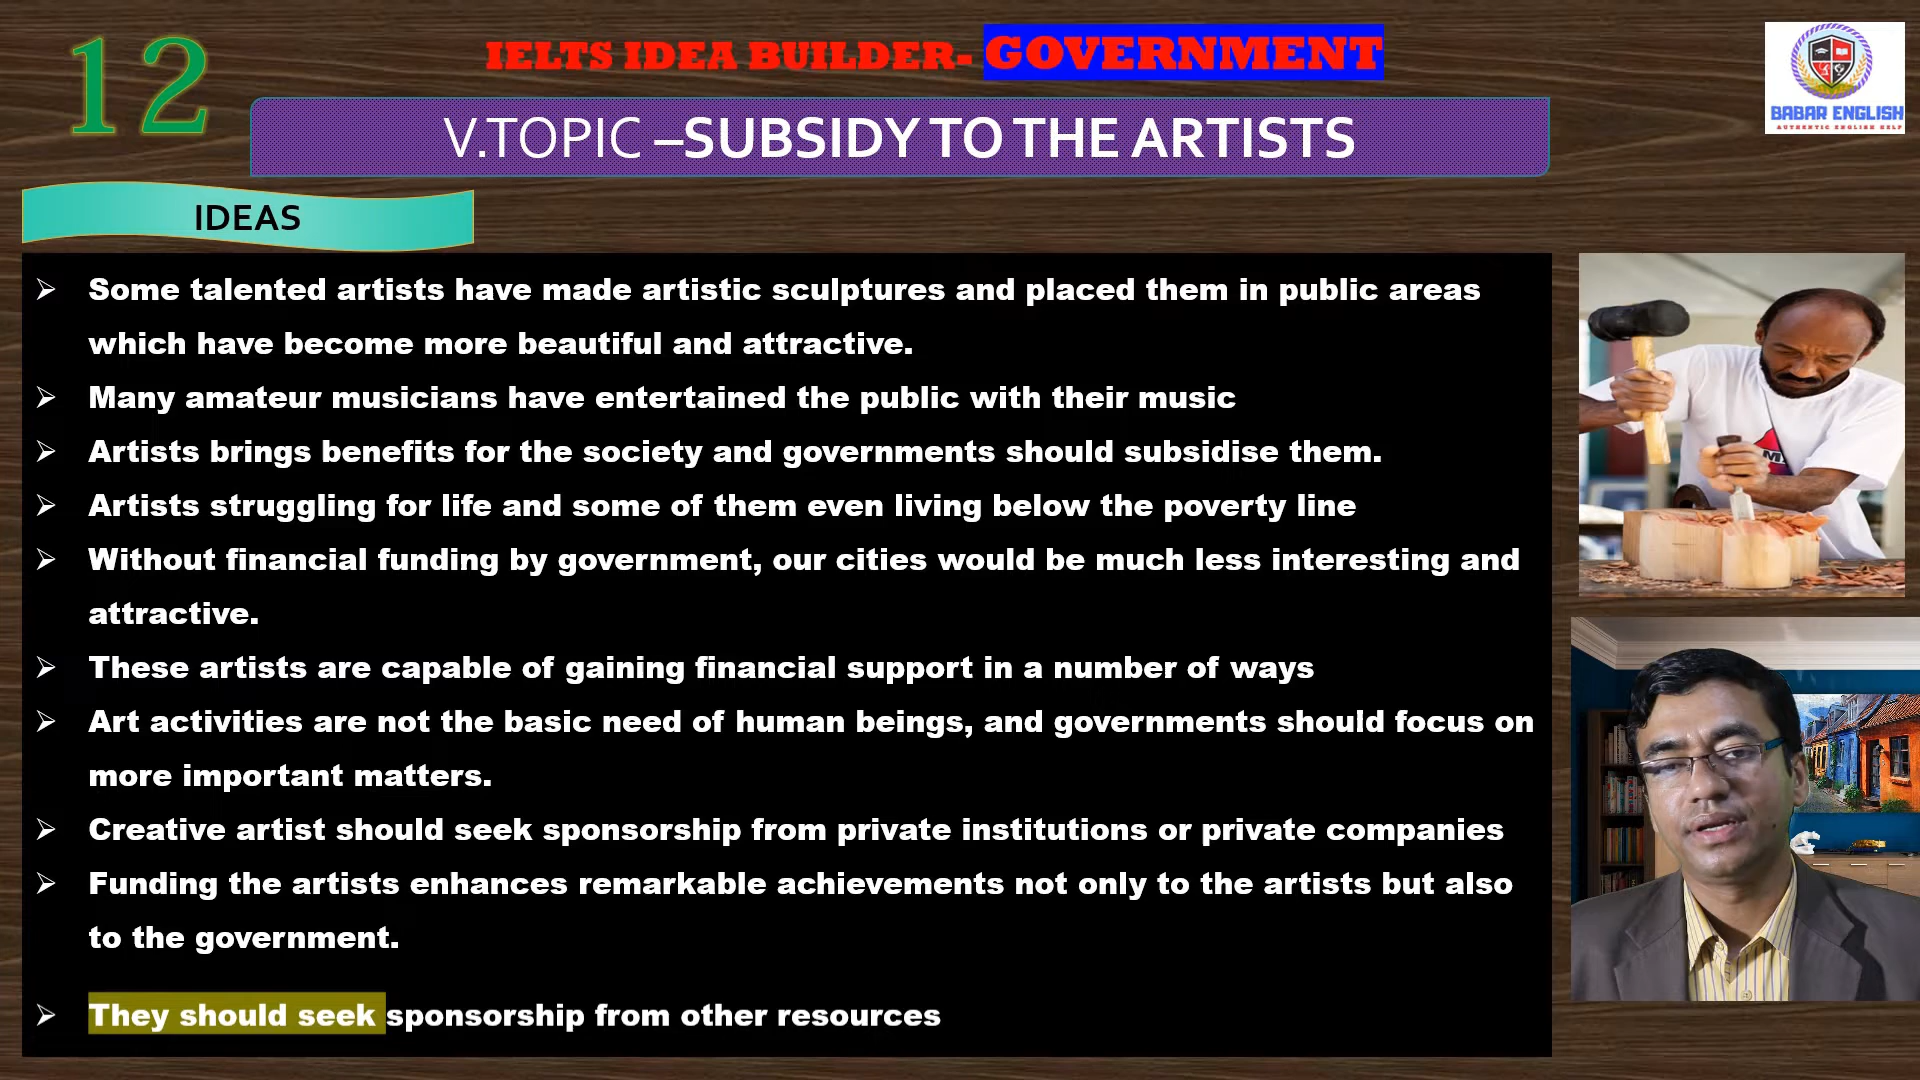 12
IELTS IDEA BUILDER- GOVERNMENT
V.TOPIC –SUBSIDY TO THE ARTISTS
BABAR ENGLISH
AUTHENTIC ENGLISH HELP
IDEAS
Some talented artists have made artistic sculptures and placed them in public areas
which have become more beautiful and attractive.
Many amateur musicians have entertained the public with their music
Artists brings benefits for the society and governments should subsidise them.
Artists struggling for life and some of them even living below the poverty line
Without financial funding by government, our cities would be much less interesting and
attractive.
These artists are capable of gaining financial support in a number of ways
Art activities are not the basic need of human beings, and governments should focus on
more important matters.
Creative artist should seek sponsorship from private institutions or private companies
Funding the artists enhances remarkable achievements not only to the artists but also
to the government.
They should seek sponsorship from other resources